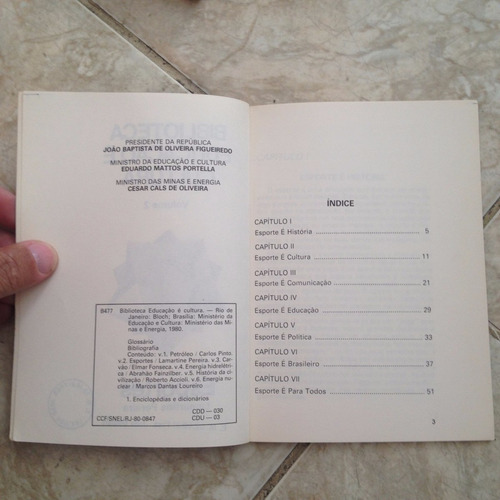 PRESIDENTE DA REPÚBLICA
JOÃO BAPTISTA DE OLIVEIRA FIGUEIREDO
MINISTRO DA EDUCAÇÃO E CULTURA
EDUARDO MATTOS PORTELLA
MINISTRO DAS MINAS E ENERGIA
CESAR CALS DE OLIVEIRA
B477 Biblioteca Educação é cultura. — Rio de
Janeiro: Bloch; Brasília: Ministério da
Educação e Cultura: Ministério das Mi-
nas e Energia, 1980.
Glossário
Bibliografia
Conteúdo: v.1. Petróleo / Carlos Pinto.
v.2. Esportes / Lamartine Pereira. v.3. Car-
vão / Elmar Fonseca. v.4. Energia hidrelétri-
ca / Abrahão Fainzilber. v.5. História da ci-
vilização / Roberto Accioli. v.6. Energia nu-
clear / Marcos Dantas Loureiro
1. Enciclopédias e dicionários
CDD — 030
CCF/SNEL/RJ-80-0847 CDU — 03
ÍNDICE
CAPÍTULO I
Esporte É História 5
CAPÍTULO II
Esporte É Cultura 11
CAPÍTULO III
Esporte É Comunicação 21
CAPÍTULO IV
Esporte É Educação 29
CAPÍTULO V
Esporte É Política 33
CAPÍTULO VI
Esporte É Brasileiro 37
CAPÍTULO VII
Esporte É Para Todos 51
3